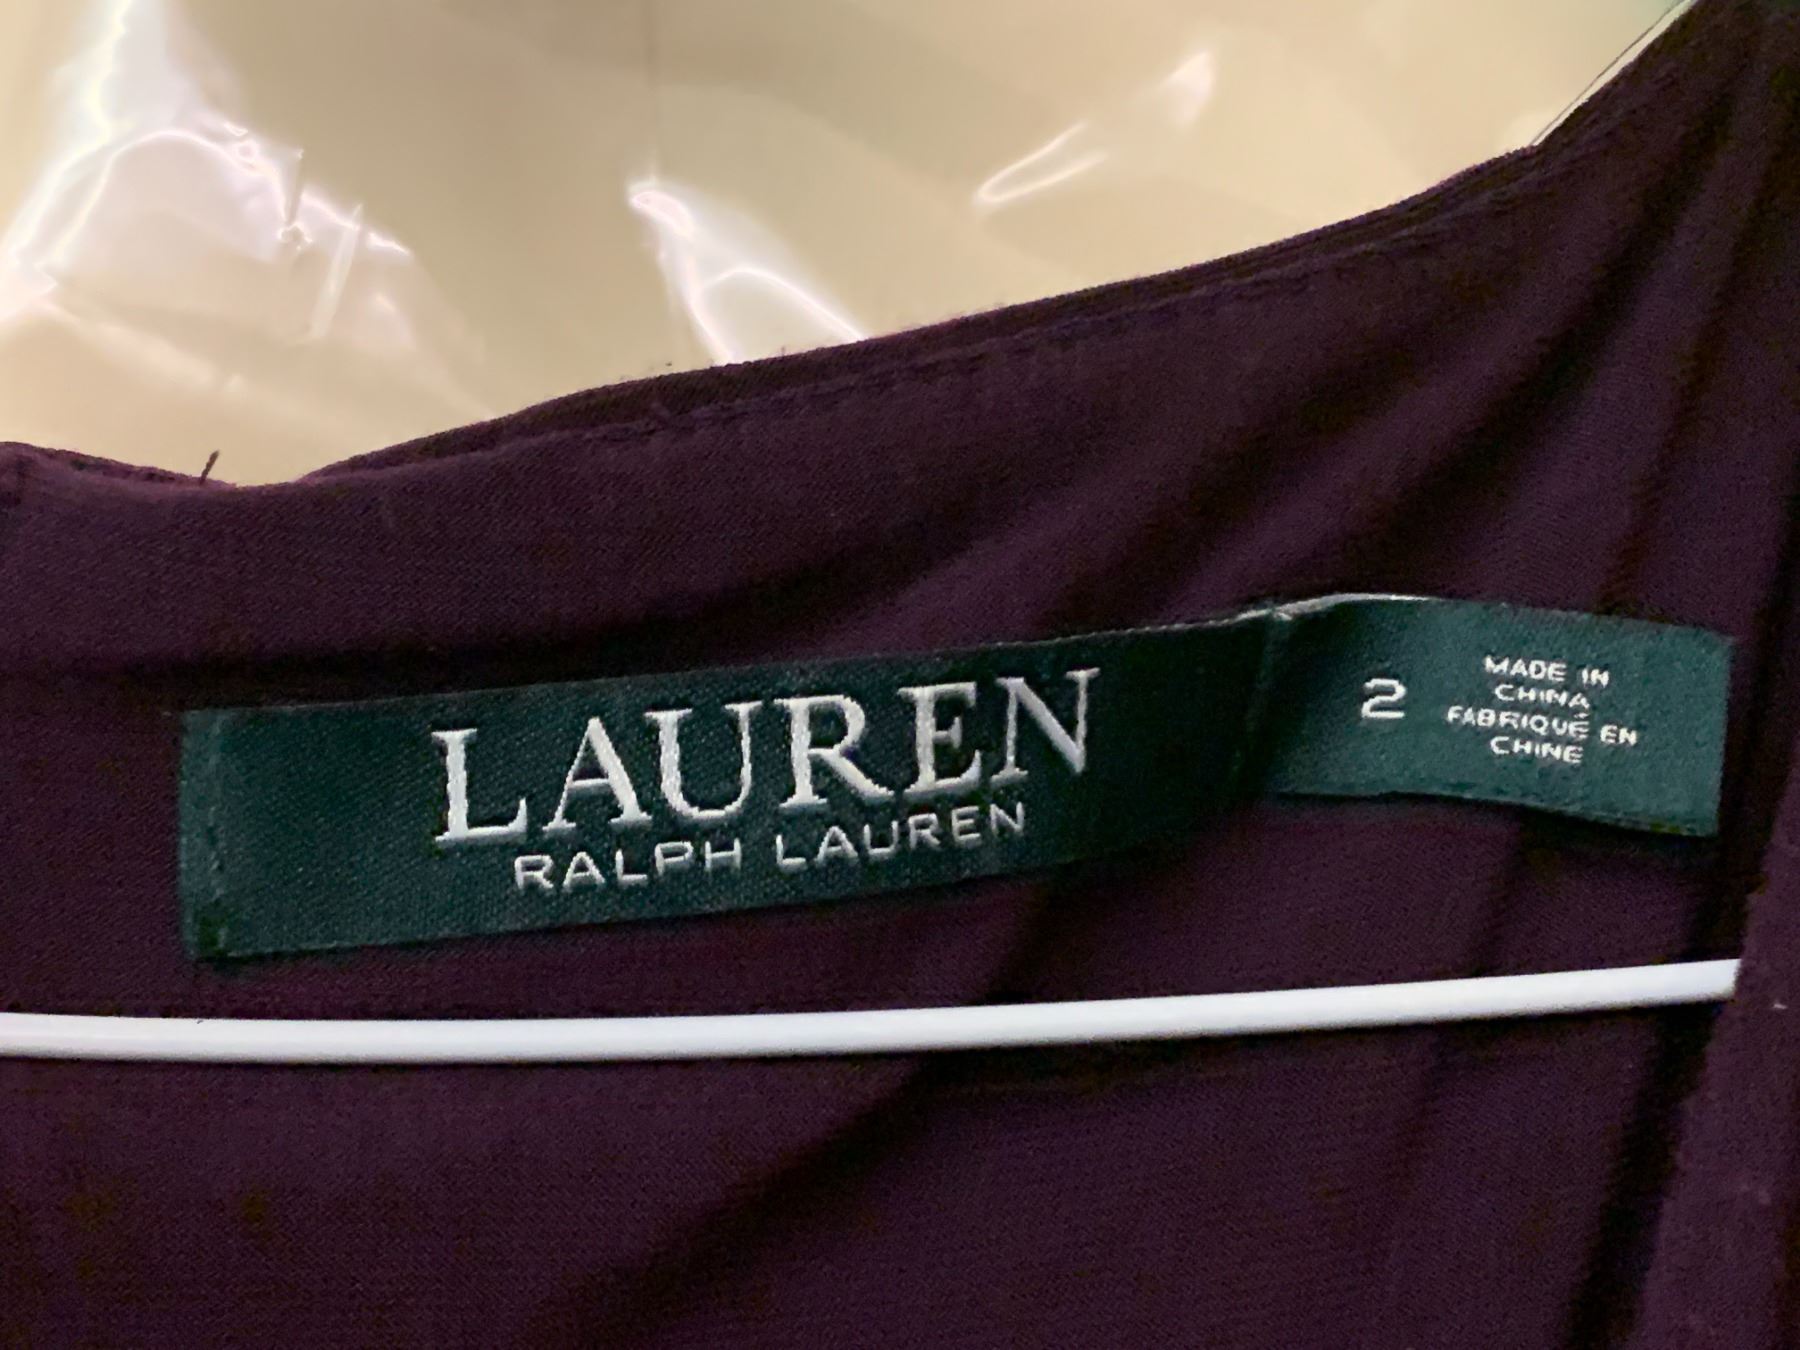 LAUREN
RALPH LAUREN
2
MADE IN
CHINA
FABRIQUÉ EN
CHINE